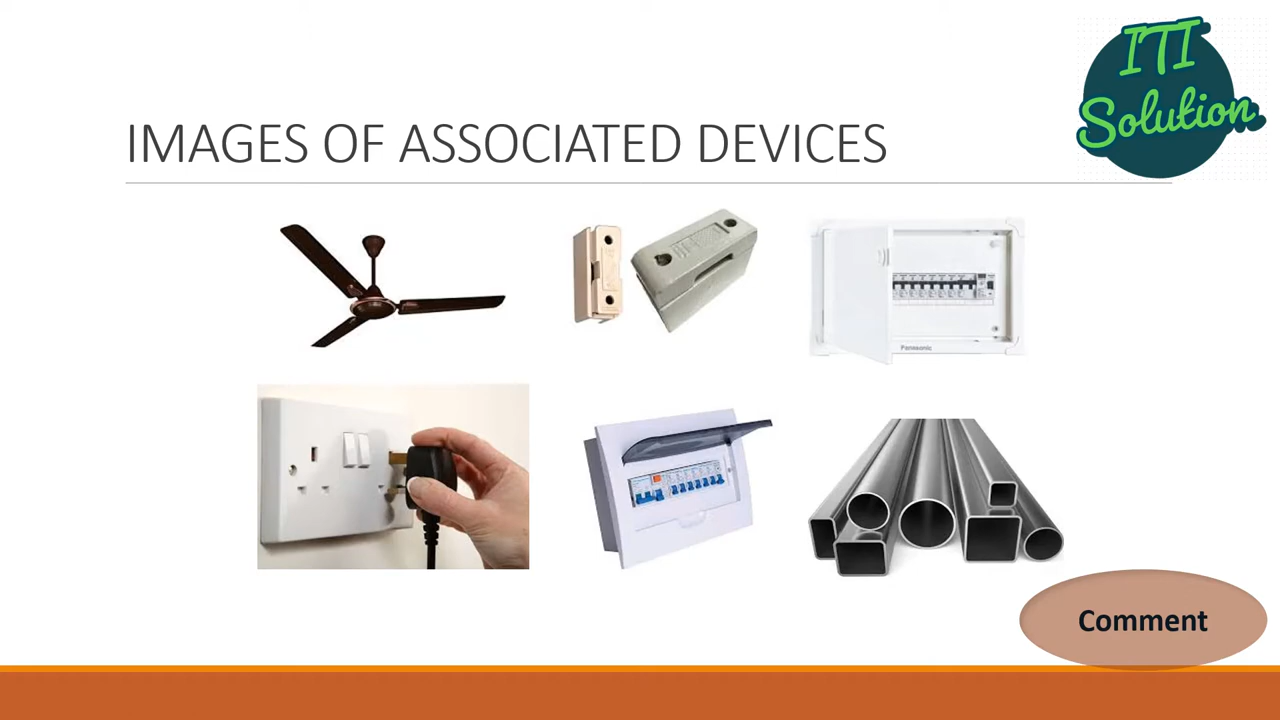 ITI
Solution
IMAGES OF ASSOCIATED DEVICES
Panasonic
Comment